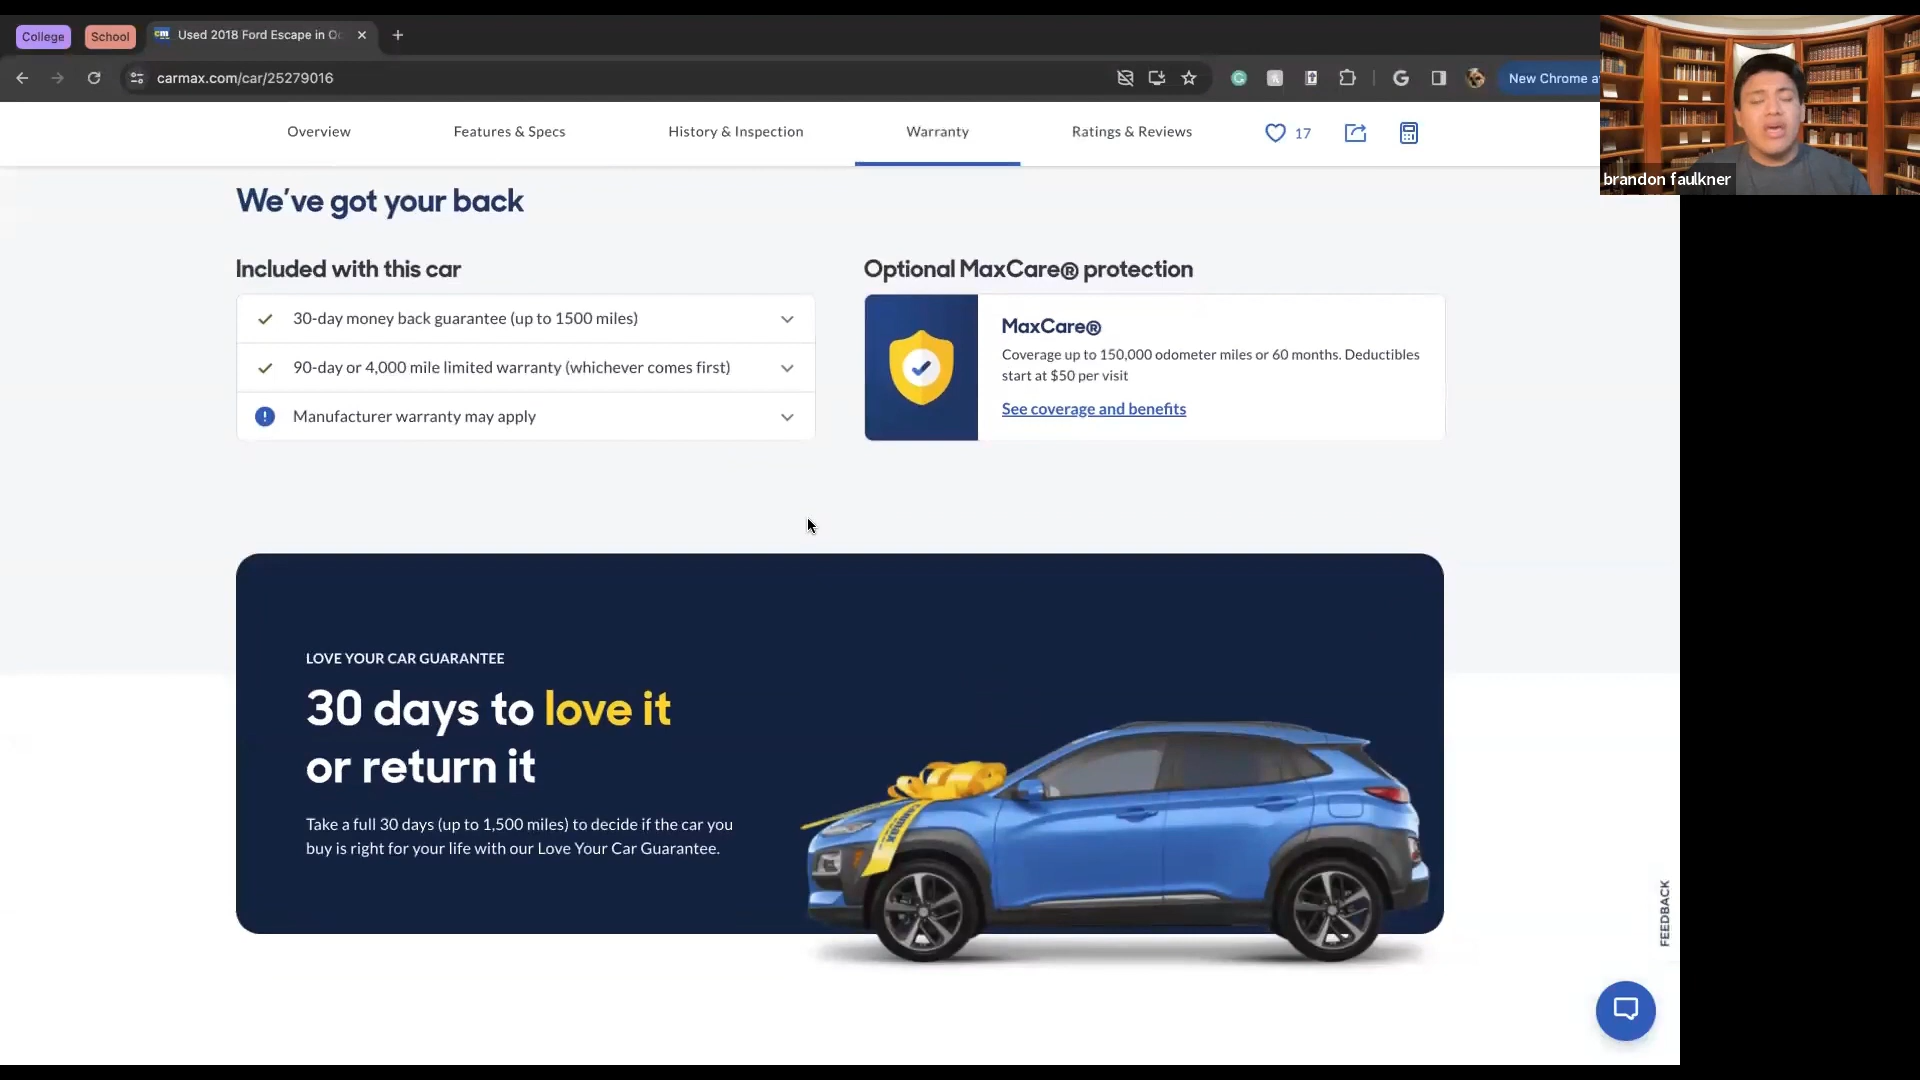 College
School
cm
Used 2018 Ford Escape in Oc
carmax.com/car/25279016
New Chrome a
Overview
Features & Specs
History & Inspection
Warranty
Ratings & Reviews
17
brandon faulkner
We've got your back
Included with this car
30-day money back guarantee (up to 1500 miles)
90-day or 4,000 mile limited warranty (whichever comes first)
Manufacturer warranty may apply
Optional MaxCare® protection
MaxCare®
Coverage up to 150,000 odometer miles or 60 months. Deductibles
start at $50 per visit
See coverage and benefits
LOVE YOUR CAR GUARANTEE
30 days to love it
or return it
Take a full 30 days (up to 1,500 miles) to decide if the car you
buy is right for your life with our Love Your Car Guarantee.
carmax
FEEDBACK